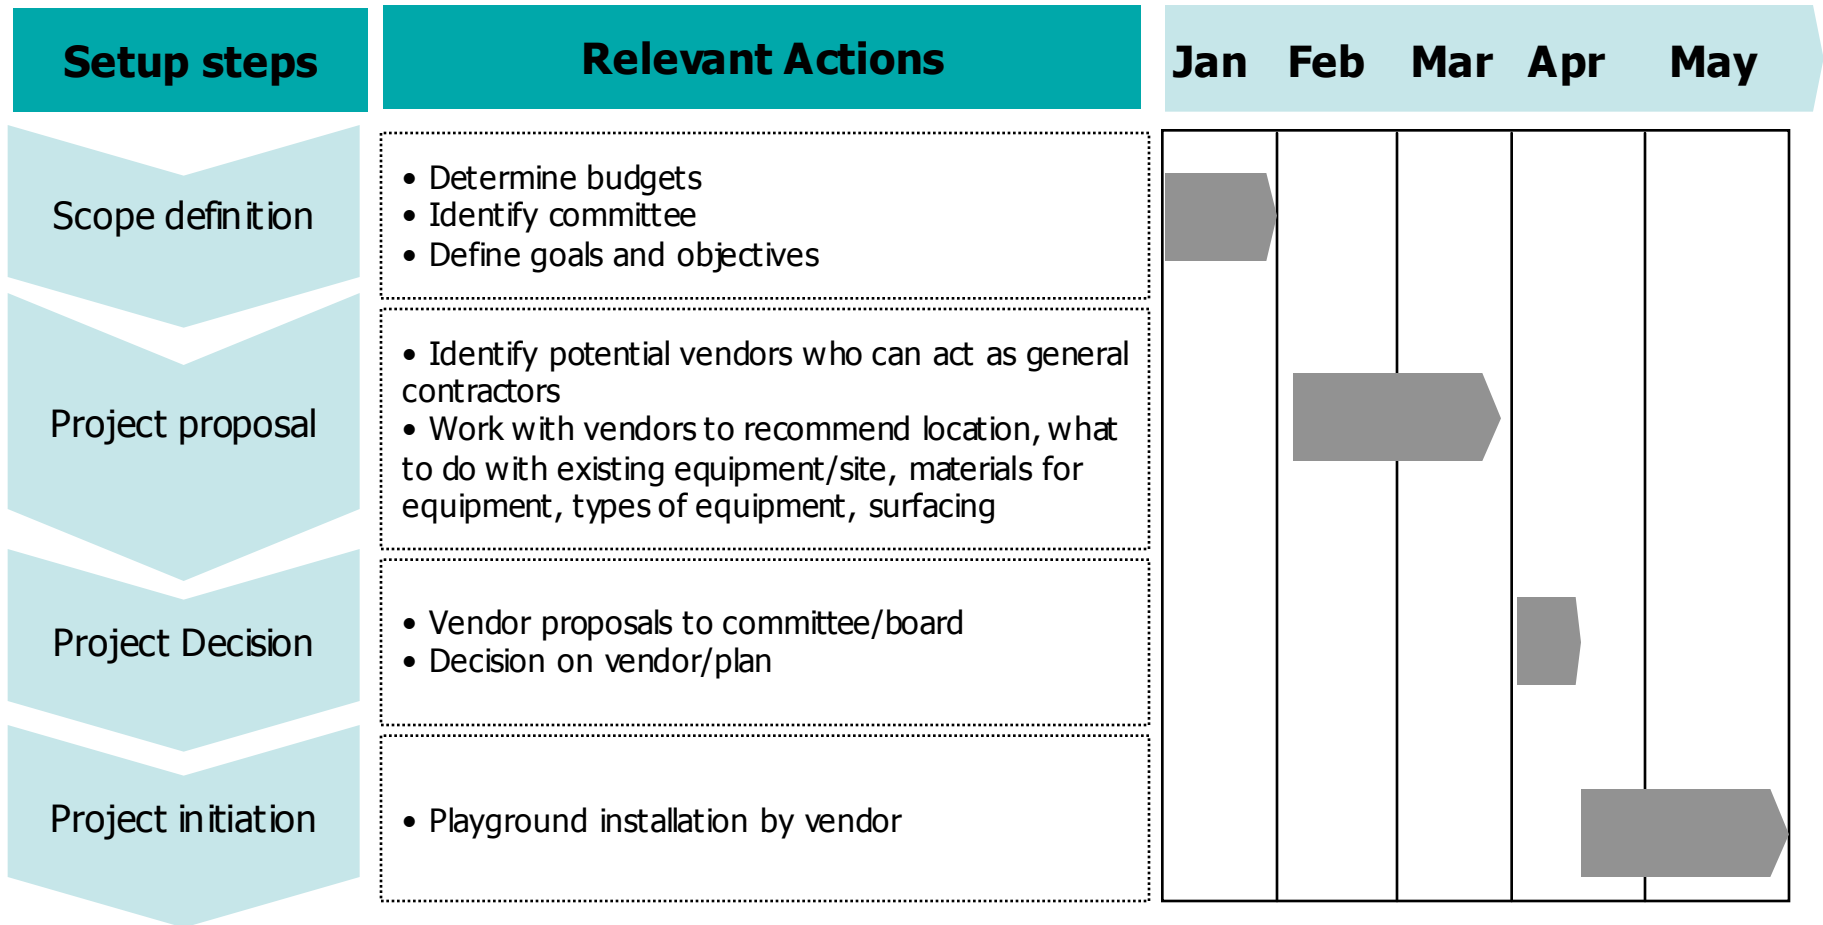 Setup steps
Relevant Actions
Jan Feb Mar Apr May
Scope definition
• Determine budgets
• Identify committee
• Define goals and objectives
Project proposal
• Identify potential vendors who can act as general
contractors
• Work with vendors to recommend location, what
to do with existing equipment/site, materials for
equipment, types of equipment, surfacing
Project Decision
• Vendor proposals to committee/board
• Decision on vendor/plan
Project initiation
• Playground installation by vendor